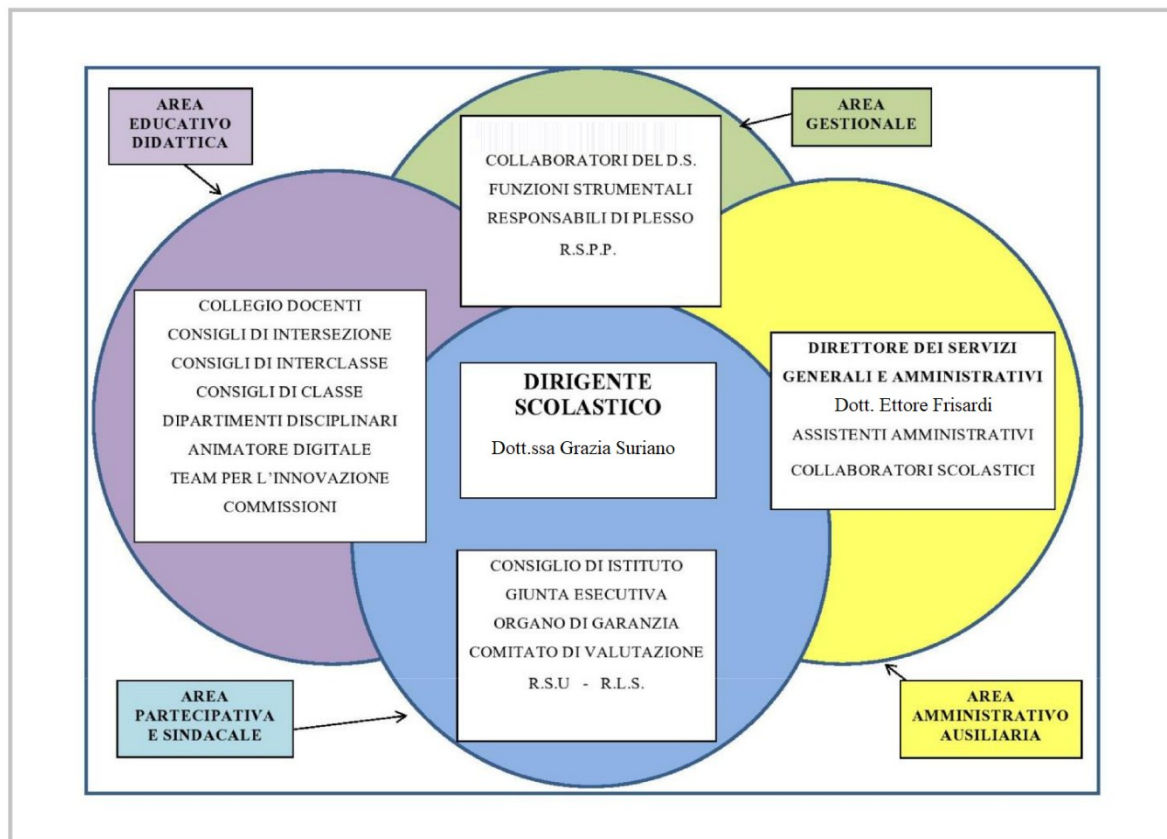 AREA
EDUCATIVO
DIDATTICA
AREA
GESTIONALE
COLLABORATORI DEL D.S.
FUNZIONI STRUMENTALI
RESPONSABILI DI PLESSO
R.S.P.P.
COLLEGIO DOCENTI
CONSIGLI DI INTERSEZIONE
CONSIGLI DI INTERCLASSE
CONSIGLI DI CLASSE
DIPARTIMENTI DISCIPLINARI
ANIMATORE DIGITALE
TEAM PER L'INNOVAZIONE
COMMISSIONI
DIRIGENTE
SCOLASTICO
Dott.ssa Grazia Suriano
DIRETTORE DEI SERVIZI
GENERALI E AMMINISTRATIVI
Dott. Ettore Frisardi
ASSISTENTI AMMINISTRATIVI
COLLABORATORI SCOLASTICI
CONSIGLIO DI ISTITUTO
GIUNTA ESECUTIVA
ORGANO DI GARANZIA
COMITATO DI VALUTAZIONE
R.S.U - R.L.S.
AREA
PARTECIPATIVA
E SINDACALE
AREA
AMMINISTRATIVO
AUSILIARIA